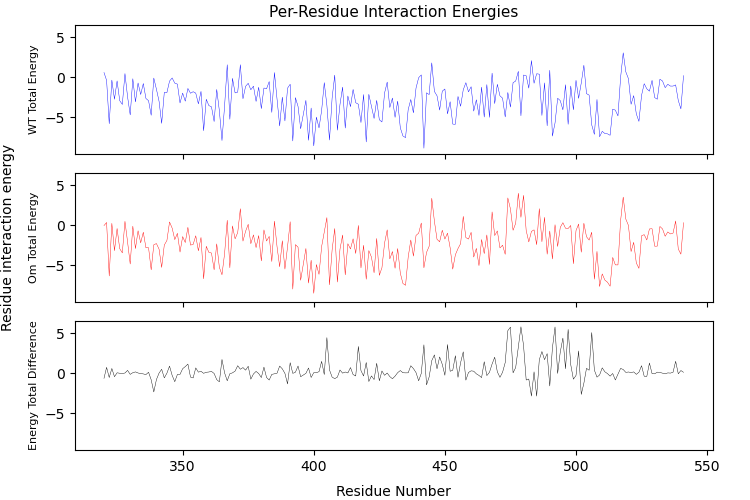 Per-Residue Interaction Energies
Residue interaction energy
WT Total Energy
5
0
−5
Om Total Energy
5
0
−5
Energy Total Difference
5
0
−5
350 400 450 500 550
Residue Number